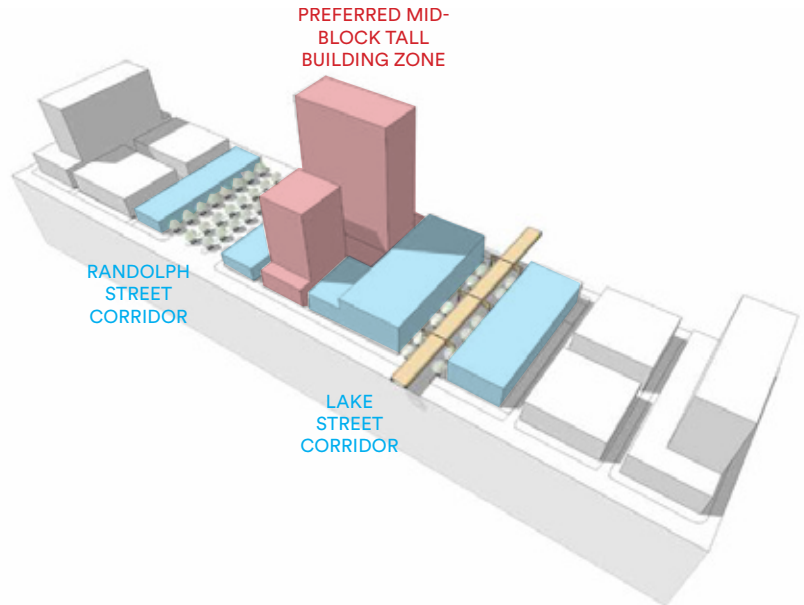 PREFERRED MID-
BLOCK TALL
BUILDING ZONE
RANDOLPH
STREET
CORRIDOR
LAKE
STREET
CORRIDOR